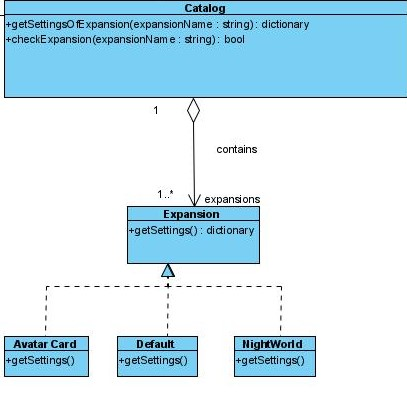 Catalog
+getSettingsOfExpansion(expansionName : string) : dictionary
+checkExpansion(expansionName : string) : bool
1
contains
1..*
expansions
Expansion
+getSettings() : dictionary
Avatar Card
Default
NightWorld
+getSettings()
+getSettings()
+getSettings()